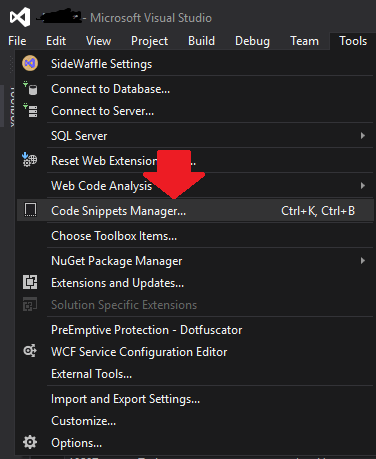 - Microsoft Visual Studio
File Edit View Project Build Debug Team Tools
SideWaffle Settings
Toolbox
Connect to Database...
Connect to Server...
SQL Server
Reset Web Extension
Web Code Analysis
Code Snippets Manager... Ctrl+K, Ctrl+B
Choose Toolbox Items...
NuGet Package Manager
Extensions and Updates...
Solution Specific Extensions
PreEmptive Protection - Dotfuscator
WCF Service Configuration Editor
External Tools...
Import and Export Settings...
Customize...
Options...